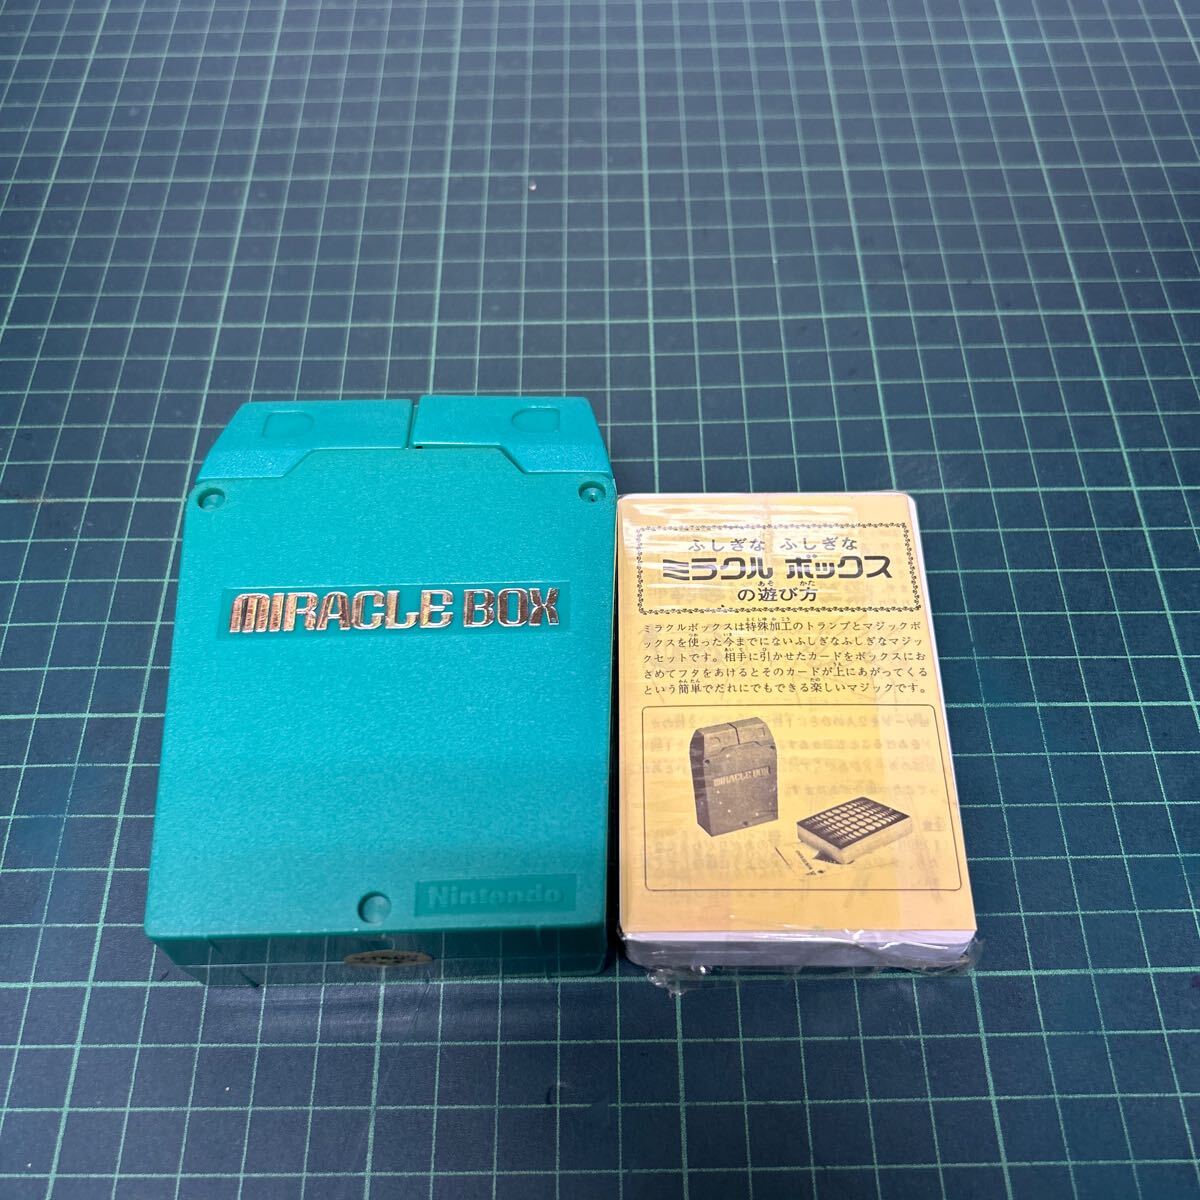 MIRACLE BOX
Nintendo
ふしぎな ふしぎな
ミラクル ボックス
の遊び方
ミラクルボックスは特殊加工のトランプとマジックボ
ックスを使った今までにないふしぎなふしぎなマジッ
クセットです。相手に引かせたカードをボックスにお
さめてフタをあけるとそのカードが上にあがってくる
という簡単でだれにでもできる楽しいマジックです。
MIRACLE BOX